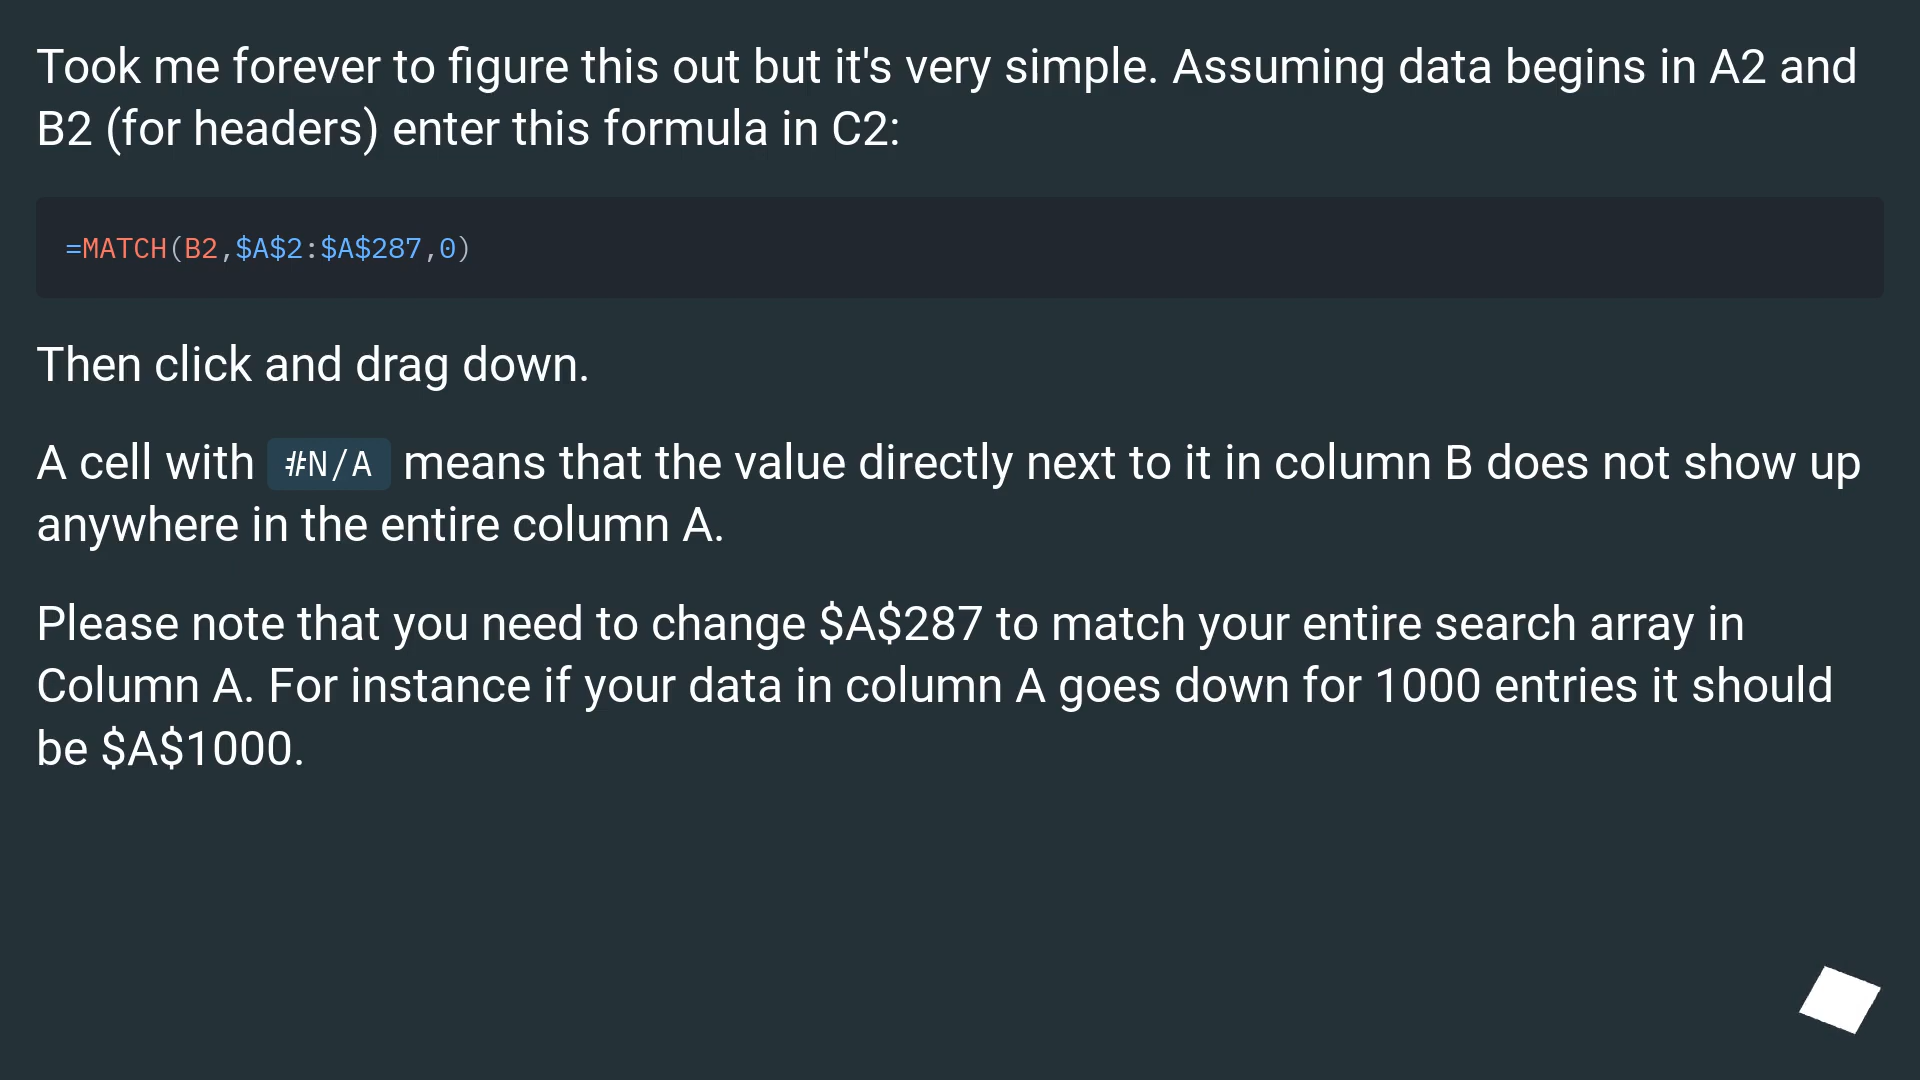 Took me forever to figure this out but it's very simple. Assuming data begins in A2 and
B2 (for headers) enter this formula in C2:
=MATCH(B2,$A$2:$A$287,0)
Then click and drag down.
A cell with #N/A means that the value directly next to it in column B does not show up
anywhere in the entire column A.
Please note that you need to change $A$287 to match your entire search array in
Column A. For instance if your data in column A goes down for 1000 entries it should
be $A$1000.